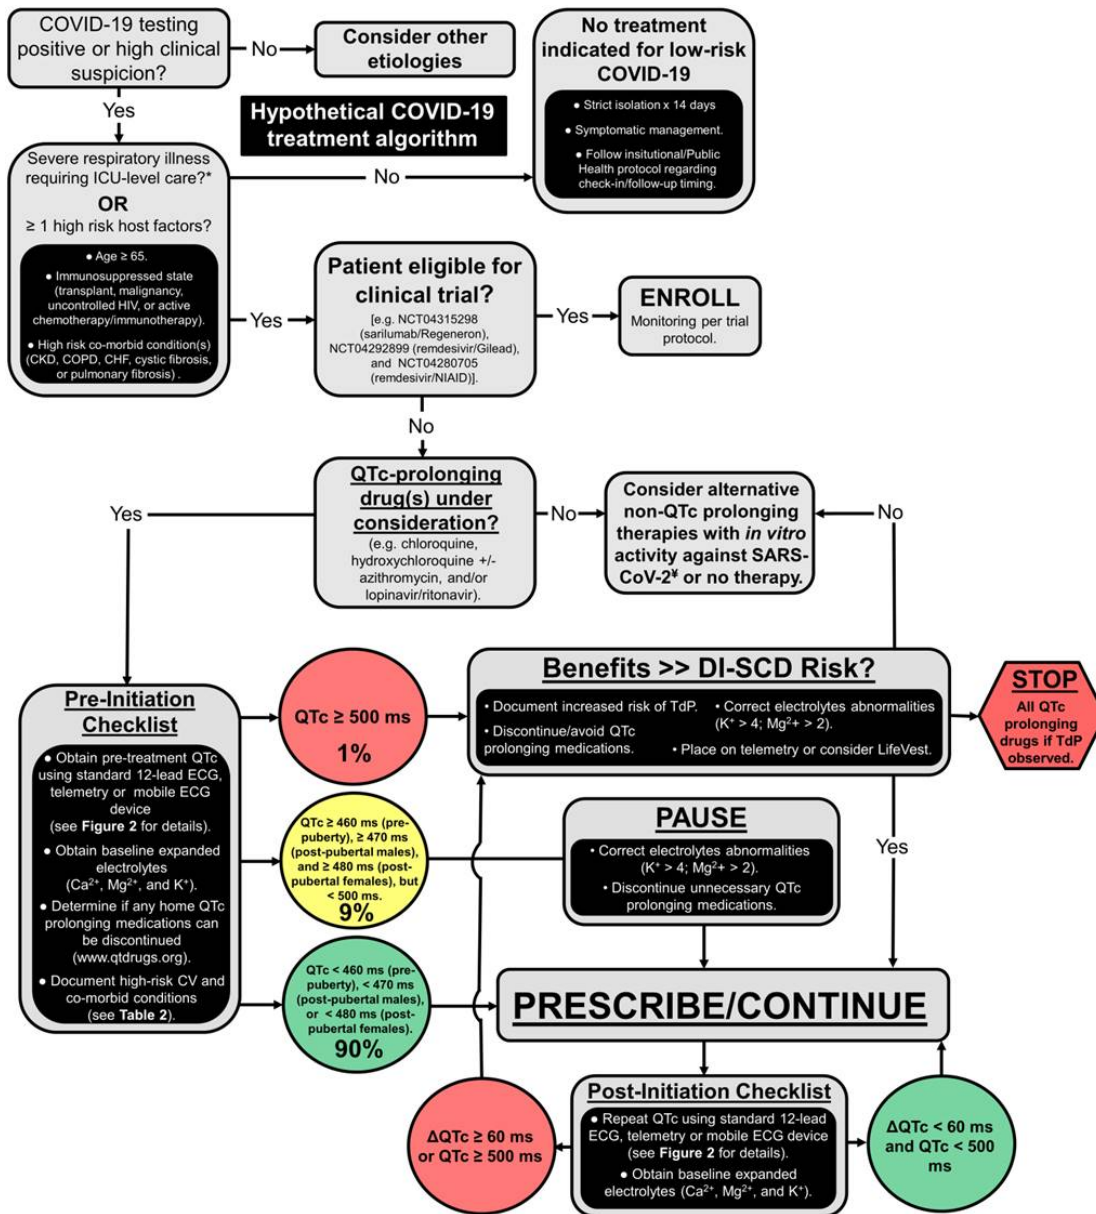 COVID-19 testing
positive or high clinical
suspicion?
No
Consider other
etiologies
No treatment
indicated for low-risk
COVID-19
● Strict isolation x 14 days
● Symptomatic management.
● Follow insitutional/Public
Health protocol regarding
check-in/follow-up timing.
Yes
Hypothetical COVID-19
treatment algorithm
Severe respiratory illness
requiring ICU-level care?*
OR
≥ 1 high risk host factors?
● Age ≥ 65.
● Immunosuppressed state
(transplant, malignancy,
uncontrolled HIV, or active
chemotherapy/immunotherapy).
● High risk co-morbid condition(s)
(CKD, COPD, CHF, cystic fibrosis,
or pulmonary fibrosis) .
No
Yes
Patient eligible for
clinical trial?
[e.g. NCT04315298
(sarilumab/Regeneron),
NCT04292899 (remdesivir/Gilead),
and NCT04280705
(remdesivir/NIAID)].
Yes
ENROLL
Monitoring per trial
protocol.
No
QTc-prolonging
drug(s) under
consideration?
(e.g. chloroquine,
hydroxychloroquine +/-
azithromycin, and/or
lopinavir/ritonavir).
Yes
No
Consider alternative
non-QTc prolonging
therapies with in vitro
activity against SARS-
CoV-2¥ or no therapy.
No
Pre-Initiation
Checklist
● Obtain pre-treatment QTc
using standard 12-lead ECG,
telemetry or mobile ECG
device
(see Figure 2 for details).
● Obtain baseline expanded
electrolytes
(Ca²⁺, Mg²⁺, and K⁺).
● Determine if any home QTc
prolonging medications can
be discontinued
(www.qtdrugs.org).
● Document high-risk CV and
co-morbid conditions
(see Table 2).
QTc ≥ 500 ms
1%
Benefits >> DI-SCD Risk?
• Document increased risk of TdP.
• Discontinue/avoid QTc
prolonging medications.
• Correct electrolytes abnormalities
(K⁺ > 4; Mg²+ > 2).
• Place on telemetry or consider LifeVest.
STOP
All QTc
prolonging
drugs if TdP
observed.
QTc ≥ 460 ms (pre-
puberty), ≥ 470 ms
(post-pubertal males),
and ≥ 480 ms (post-
pubertal females), but
< 500 ms.
9%
PAUSE
• Correct electrolytes abnormalities
(K⁺ > 4; Mg²+ > 2).
• Discontinue unnecessary QTc
prolonging medications.
Yes
QTc < 460 ms (pre-
puberty), < 470 ms
(post-pubertal males),
or < 480 ms (post-
pubertal females).
90%
PRESCRIBE/CONTINUE
Post-Initiation Checklist
● Repeat QTc using standard 12-lead
ECG, telemetry or mobile ECG device
(see Figure 2 for details).
● Obtain baseline expanded
electrolytes (Ca²⁺, Mg²⁺, and K⁺).
ΔQTc ≥ 60 ms
or QTc ≥ 500 ms
ΔQTc < 60 ms
and QTc < 500
ms